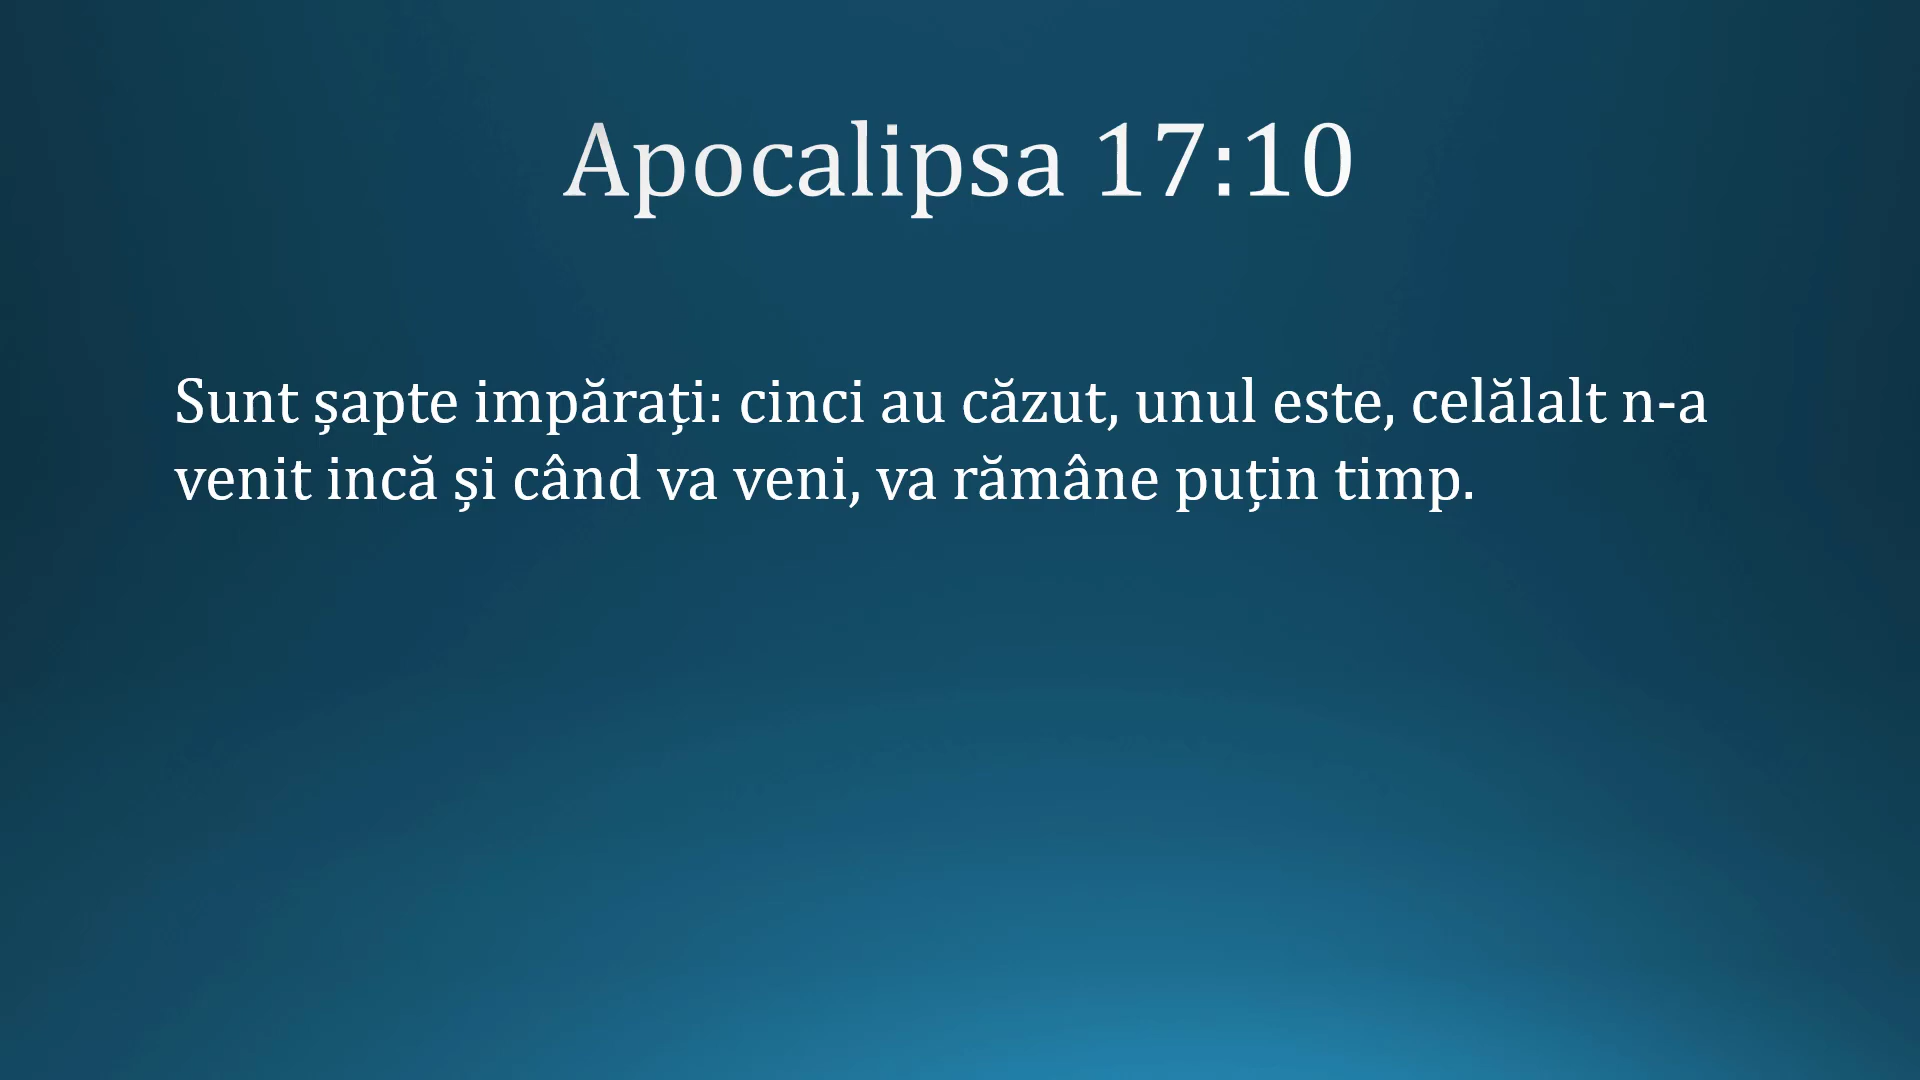 Apocalipsa 17:10
Sunt șapte impărați: cinci au căzut, unul este, celălalt n-a
venit incă și când va veni, va rămâne puțin timp.